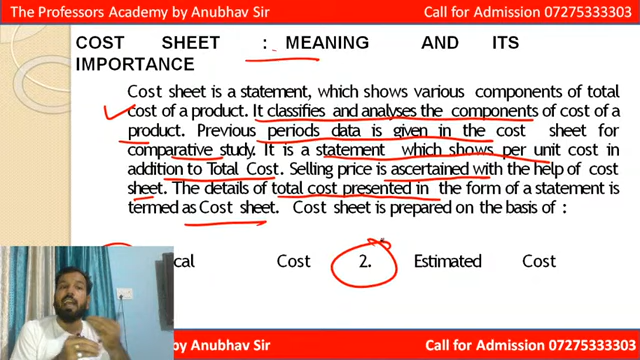 The Professors Academy by Anubhav Sir Call for Admission 07275333303
COST SHEET : MEANING AND ITS
IMPORTANCE
Cost sheet is a statement, which shows various components of total
cost of a product. It classifies and analyses the components of cost of a
product. Previous periods data is given in the cost sheet for
comparative study. It is a statement which shows per unit cost in
addition to Total Cost. Selling price is ascertained with the help of cost
sheet. The details of total cost presented in the form of a statement is
termed as Cost sheet. Cost sheet is prepared on the basis of :
cal Cost 2. Estimated Cost
by Anubhav Sir Call for Admission 07275333303